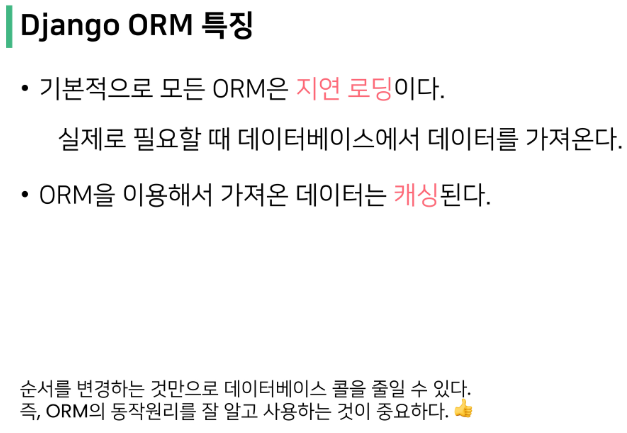 Django ORM 특징
• 기본적으로 모든 ORM은 지연 로딩이다.
실제로 필요할 때 데이터베이스에서 데이터를 가져온다.
• ORM을 이용해서 가져온 데이터는 캐싱된다.
순서를 변경하는 것만으로 데이터베이스 콜을 줄일 수 있다.
즉, ORM의 동작원리를 잘 알고 사용하는 것이 중요하다. 👍